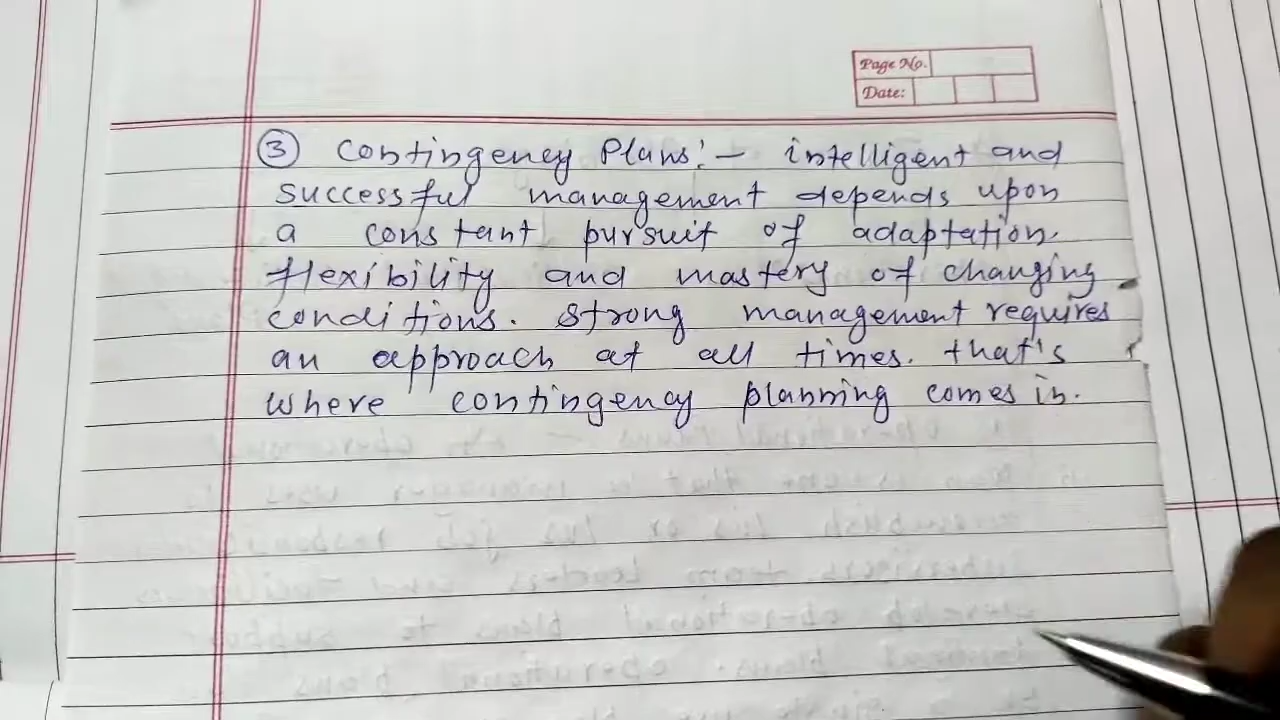 Page No.
Date:
③ Contingency Plans:- intelligent and
successful management depends upon
a constant pursuit of adaptation.
flexibility and mastery of changing
conditions. strong management requires
an approach at all times. that's
where contingency planning comes in.